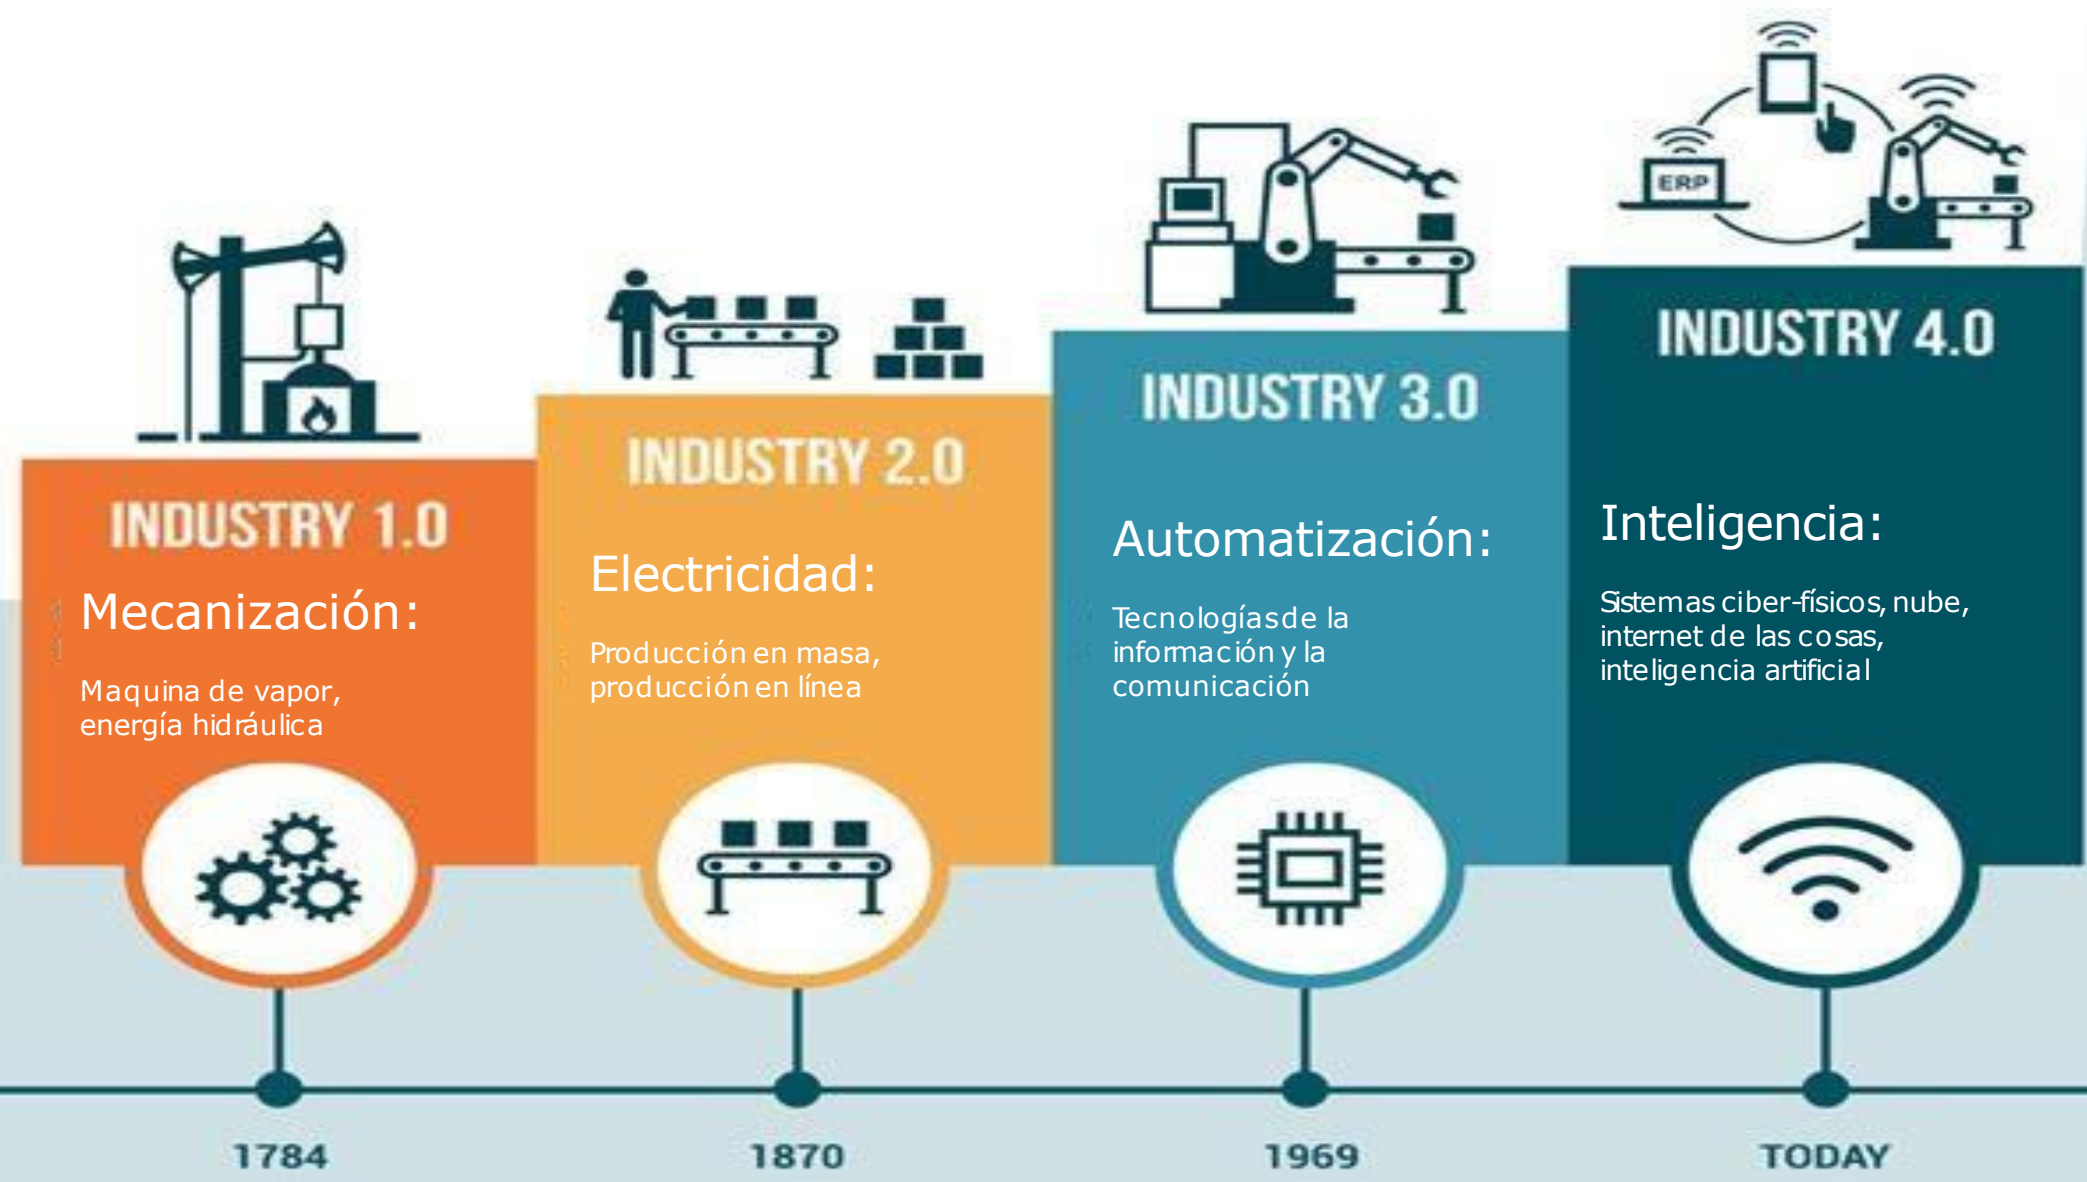 ERP
INDUSTRY 1.0
Mecanización:
Maquina de vapor,
energía hidráulica
INDUSTRY 2.0
Electricidad:
Producción en masa,
producción en línea
INDUSTRY 3.0
Automatización:
Tecnologías de la
información y la
comunicación
INDUSTRY 4.0
Inteligencia:
Sistemas ciber-físicos, nube,
internet de las cosas,
inteligencia artificial
1784
1870
1969
TODAY